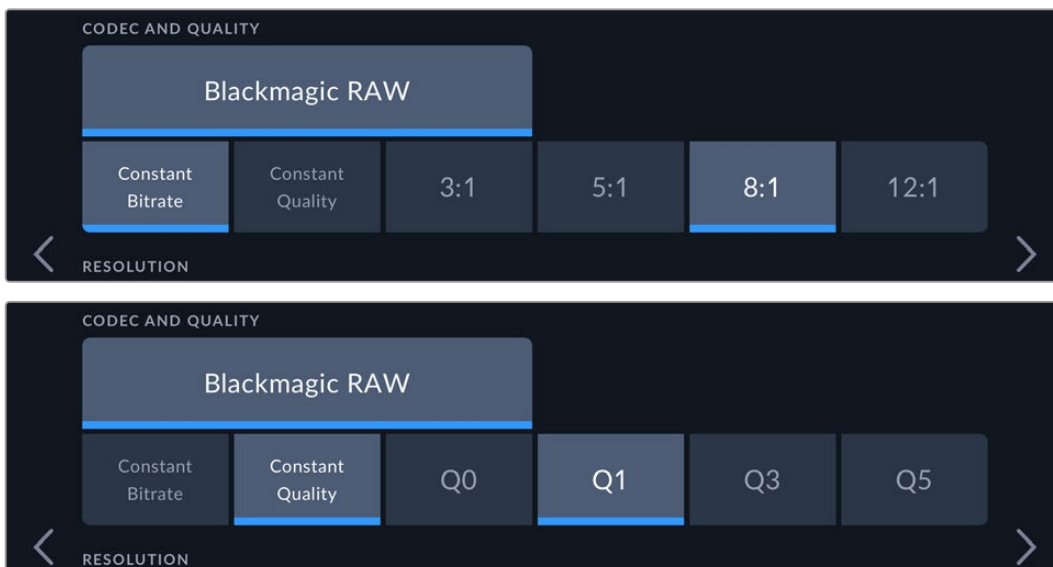 CODEC AND QUALITY
Blackmagic RAW
Constant Bitrate
Constant Quality
3:1
5:1
8:1
12:1
RESOLUTION
CODEC AND QUALITY
Blackmagic RAW
Constant Bitrate
Constant Quality
Q0
Q1
Q3
Q5
RESOLUTION